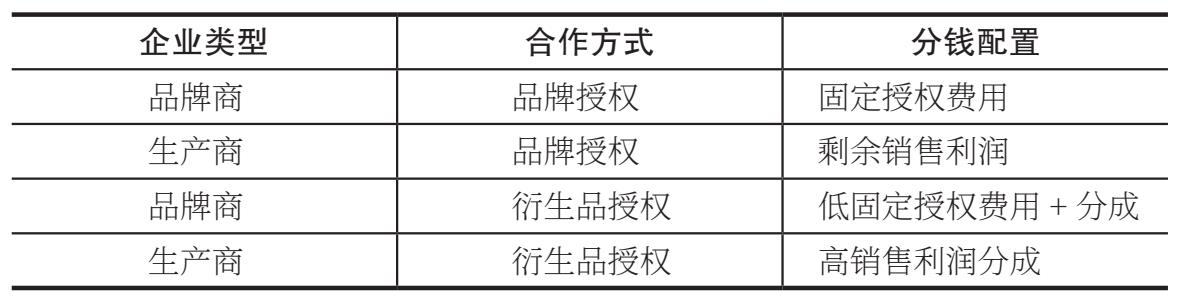 企业类型 合作方式 分钱配置
品牌商 品牌授权 固定授权费用
生产商 品牌授权 剩余销售利润
品牌商 衍生品授权 低固定授权费用 + 分成
生产商 衍生品授权 高销售利润分成